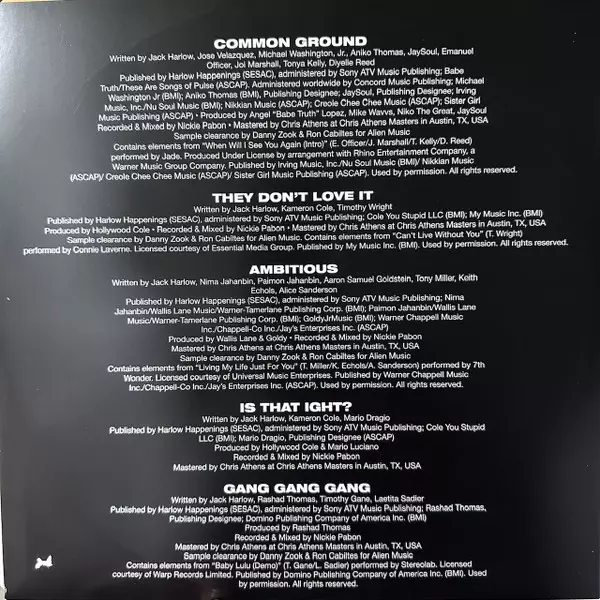 COMMON GROUND
Written by Jack Harlow, Jose Velazquez, Michael Washington, Jr., Aniko Thomas, JaySoul, Emanuel
Officer, Joi Marshall, Tonya Kelly, Diyelle Reed
Published by Harlow Happenings (SESAC), administered by Sony ATV Music Publishing; Babe
Truth/These Are Songs of Pulse (ASCAP). Administered worldwide by Concord Music Publishing; Michael
Washington Jr (BMI); Aniko Thomas (BMI), Publishing Designee; JaySoul, Publishing Designee; Irving
Music, Inc./Nu Soul Music (BMI); Nikkian Music (ASCAP); Creole Chee Chee Music (ASCAP); Sister Girl
Music Publishing (ASCAP) • Produced by Angel "Babe Truth" Lopez, Mike Wavvs, Niko The Great, JaySoul
Recorded & Mixed by Nickie Pabon • Mastered by Chris Athens at Chris Athens Masters in Austin, TX, USA
Sample clearance by Danny Zook & Ron Cabiltes for Alien Music
Contains elements from "When Will I See You Again (Intro)" (E. Officer/J. Marshall/T. Kelly/D. Reed)
performed by Jade. Produced Under License by arrangement with Rhino Entertainment Company, a
Warner Music Group Company. Published by Irving Music, Inc./Nu Soul Music (BMI)/ Nikkian Music
(ASCAP)/ Creole Chee Chee Music (ASCAP)/ Sister Girl Music Publishing (ASCAP). Used by permission. All rights reserved.
THEY DON'T LOVE IT
Written by Jack Harlow, Kameron Cole, Timothy Wright
Published by Harlow Happenings (SESAC), administered by Sony ATV Music Publishing; Cole You Stupid LLC (BMI); My Music Inc. (BMI)
Produced by Hollywood Cole • Recorded & Mixed by Nickie Pabon • Mastered by Chris Athens at Chris Athens Masters in Austin, TX, USA
Sample clearance by Danny Zook & Ron Cabiltes for Alien Music. Contains elements from "Can't Live Without You" (T. Wright)
performed by Connie Laverne. Licensed courtesy of Essential Media Group. Published by My Music Inc. (BMI). Used by permission. All rights reserved.
AMBITIOUS
Written by Jack Harlow, Nima Jahanbin, Paimon Jahanbin, Aaron Samuel Goldstein, Tony Miller, Keith
Echols, Alice Sanderson
Published by Harlow Happenings (SESAC), administered by Sony ATV Music Publishing; Nima
Jahanbin/Wallis Lane Music/Warner-Tamerlane Publishing Corp. (BMI); Paimon Jahanbin/Wallis Lane
Music/Warner-Tamerlane Publishing Corp. (BMI); GoldyJrMusic (BMI); Warner Chappell Music
Inc./Chappell-Co Inc./Jay's Enterprises Inc. (ASCAP)
Produced by Wallis Lane & Goldy • Recorded & Mixed by Nickie Pabon
Mastered by Chris Athens at Chris Athens Masters in Austin, TX, USA
Sample clearance by Danny Zook & Ron Cabiltes for Alien Music
Contains elements from "Living My Life Just For You" (T. Miller/K. Echols/A. Sanderson) performed by 7th
Wonder. Licensed courtesy of Universal Music Enterprises. Published by Warner Chappell Music
Inc./Chappell-Co Inc./Jay's Enterprises Inc. (ASCAP). Used by permission. All rights reserved.
IS THAT IGHT?
Written by Jack Harlow, Kameron Cole, Mario Dragio
Published by Harlow Happenings (SESAC), administered by Sony ATV Music Publishing; Cole You Stupid
LLC (BMI); Mario Dragio, Publishing Designee (ASCAP)
Produced by Hollywood Cole & Mario Luciano
Recorded & Mixed by Nickie Pabon
Mastered by Chris Athens at Chris Athens Masters in Austin, TX, USA
GANG GANG GANG
Written by Jack Harlow, Rashad Thomas, Timothy Gane, Laetita Sadier
Published by Harlow Happenings (SESAC), administered by Sony ATV Music Publishing; Rashad Thomas,
Publishing Designee; Domino Publishing Company of America Inc. (BMI)
Produced by Rashad Thomas
Recorded & Mixed by Nickie Pabon
Mastered by Chris Athens at Chris Athens Masters in Austin, TX, USA
Sample clearance by Danny Zook & Ron Cabiltes for Alien Music
Contains elements from "Baby Lulu (Demo)" (T. Gane/L. Sadier) performed by Stereolab. Licensed
courtesy of Warp Records Limited. Published by Domino Publishing Company of America Inc. (BMI). Used
by permission. All rights reserved.